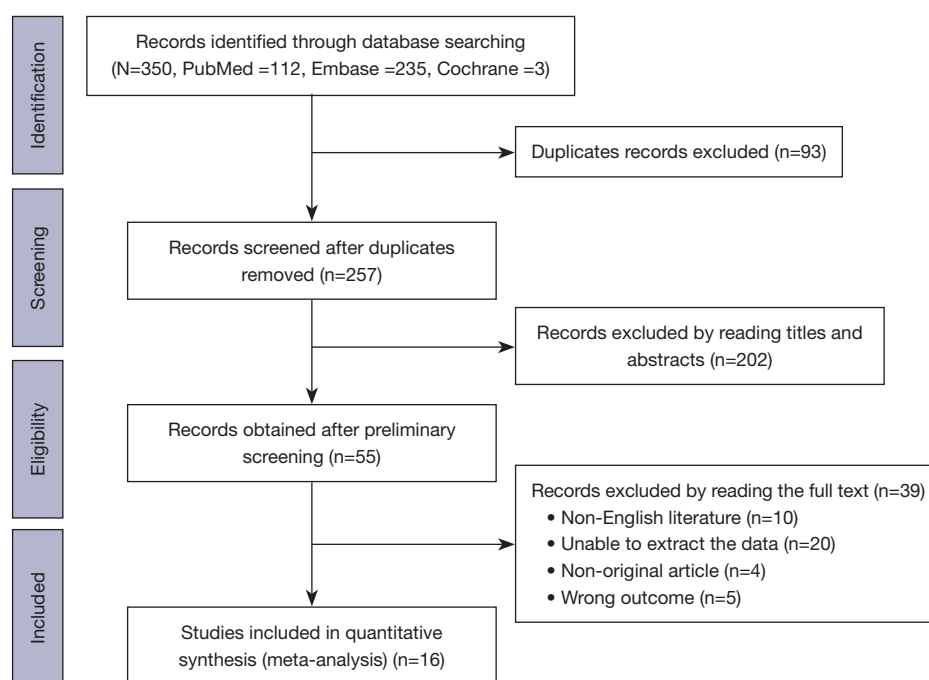 Identification
Records identified through database searching
(N=350, PubMed =112, Embase =235, Cochrane =3)
Duplicates records excluded (n=93)
Screening
Records screened after duplicates
removed (n=257)
Records excluded by reading titles and
abstracts (n=202)
Eligibility
Records obtained after preliminary
screening (n=55)
Records excluded by reading the full text (n=39)
• Non-English literature (n=10)
• Unable to extract the data (n=20)
• Non-original article (n=4)
• Wrong outcome (n=5)
Included
Studies included in quantitative
synthesis (meta-analysis) (n=16)